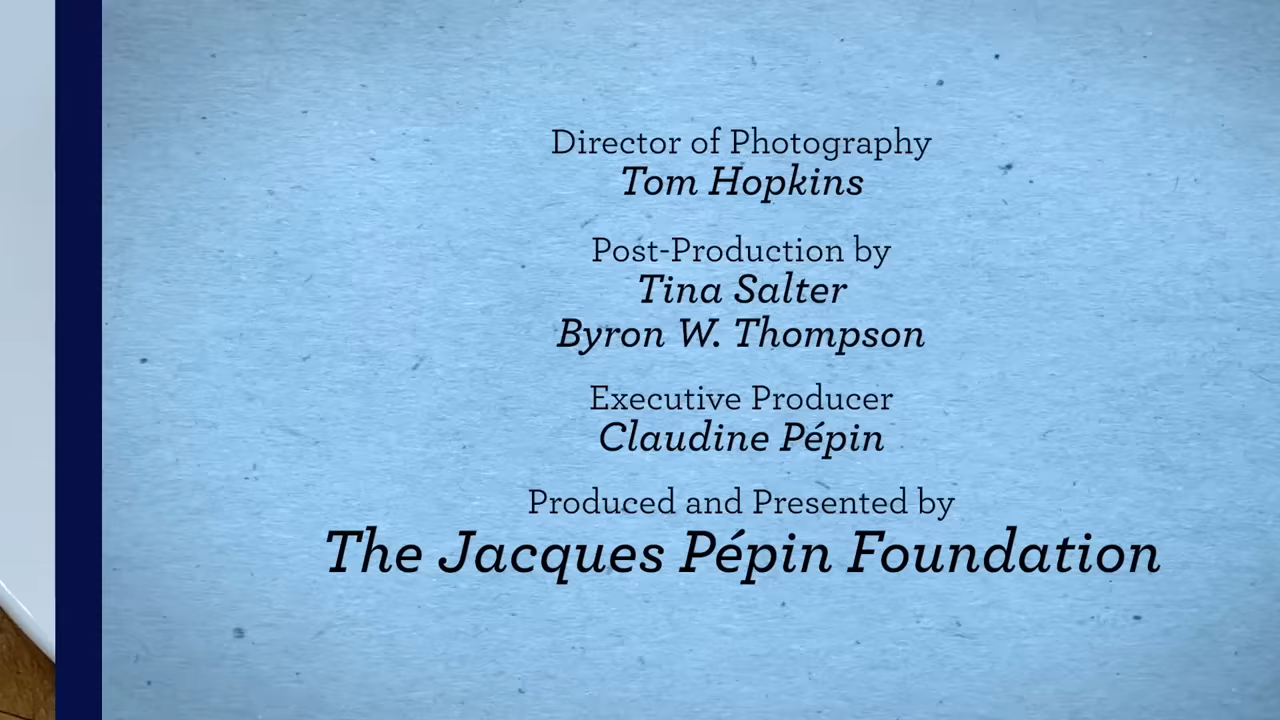 Director of Photography
Tom Hopkins
Post-Production by
Tina Salter
Byron W. Thompson
Executive Producer
Claudine Pépin
Produced and Presented by
The Jacques Pépin Foundation